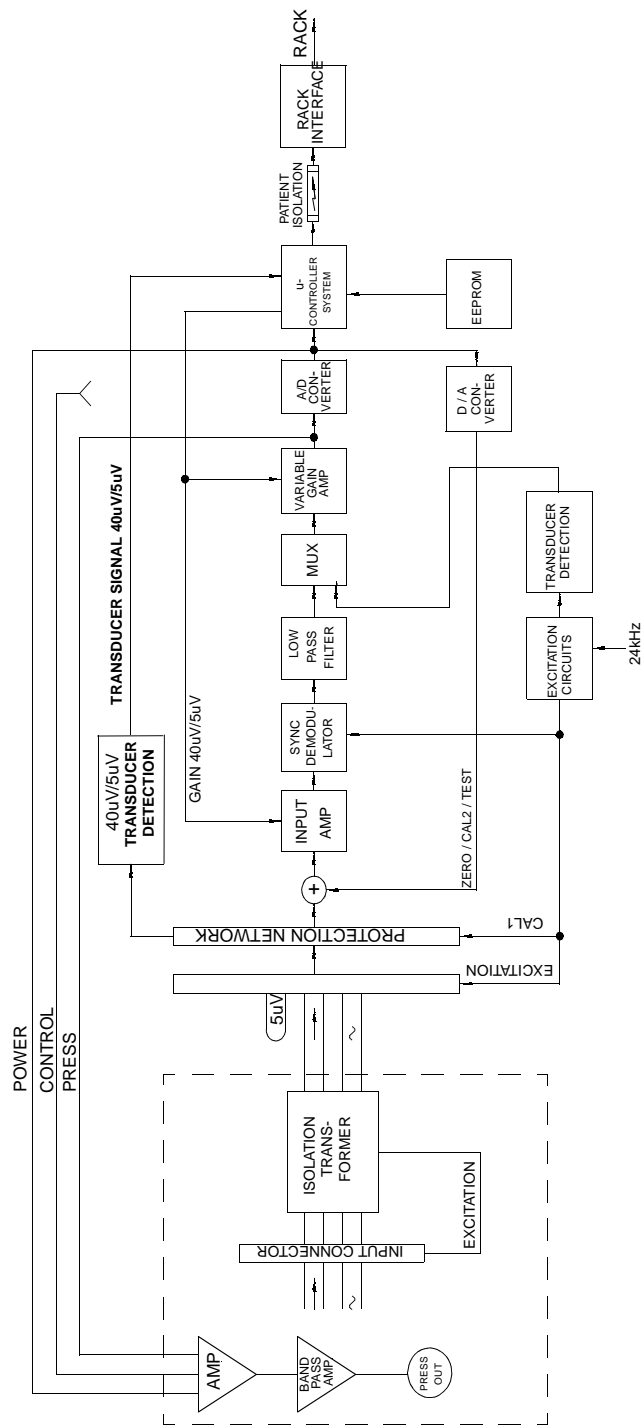 POWER
CONTROL
PRESS
AMP
BAND
PASS
AMP
PRESS
OUT
INPUT CONNECTOR
EXCITATION
ISOLATION
TRANS-
FORMER
5uV
EXCITATION
PROTECTION NETWORK
CAL1
40uV/5uV
TRANSDUCER
DETECTION
TRANSDUCER SIGNAL 40uV/5uV
GAIN 40uV/5uV
+
INPUT
AMP
SYNC
DEMODU-
LATOR
LOW
PASS
FILTER
MUX
VARIABLE
GAIN
AMP
A/D
CON-
VERTER
u-
CONTROLLER
SYSTEM
PATIENT
ISOLATION
RACK
INTERFACE
RACK
EEPROM
D / A
CON-
VERTER
ZERO / CAL2 / TEST
EXCITATION
CIRCUITS
TRANSDUCER
DETECTION
24kHz